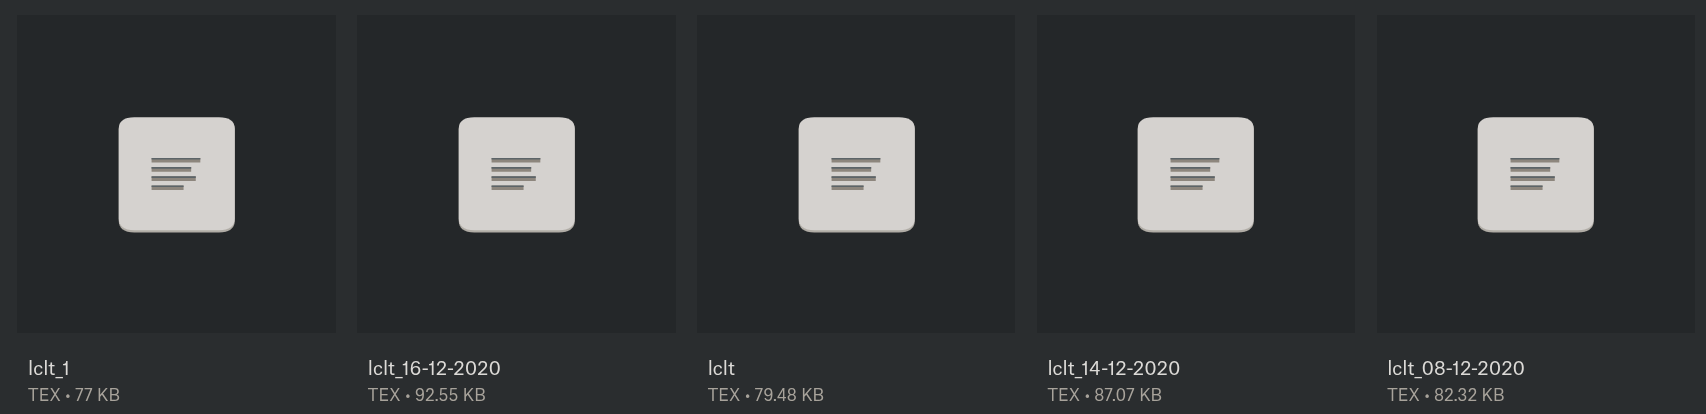 lclt_1
TEX • 77 KB
lclt_16-12-2020
TEX • 92.55 KB
lclt
TEX • 79.48 KB
lclt_14-12-2020
TEX • 87.07 KB
lclt_08-12-2020
TEX • 82.32 KB